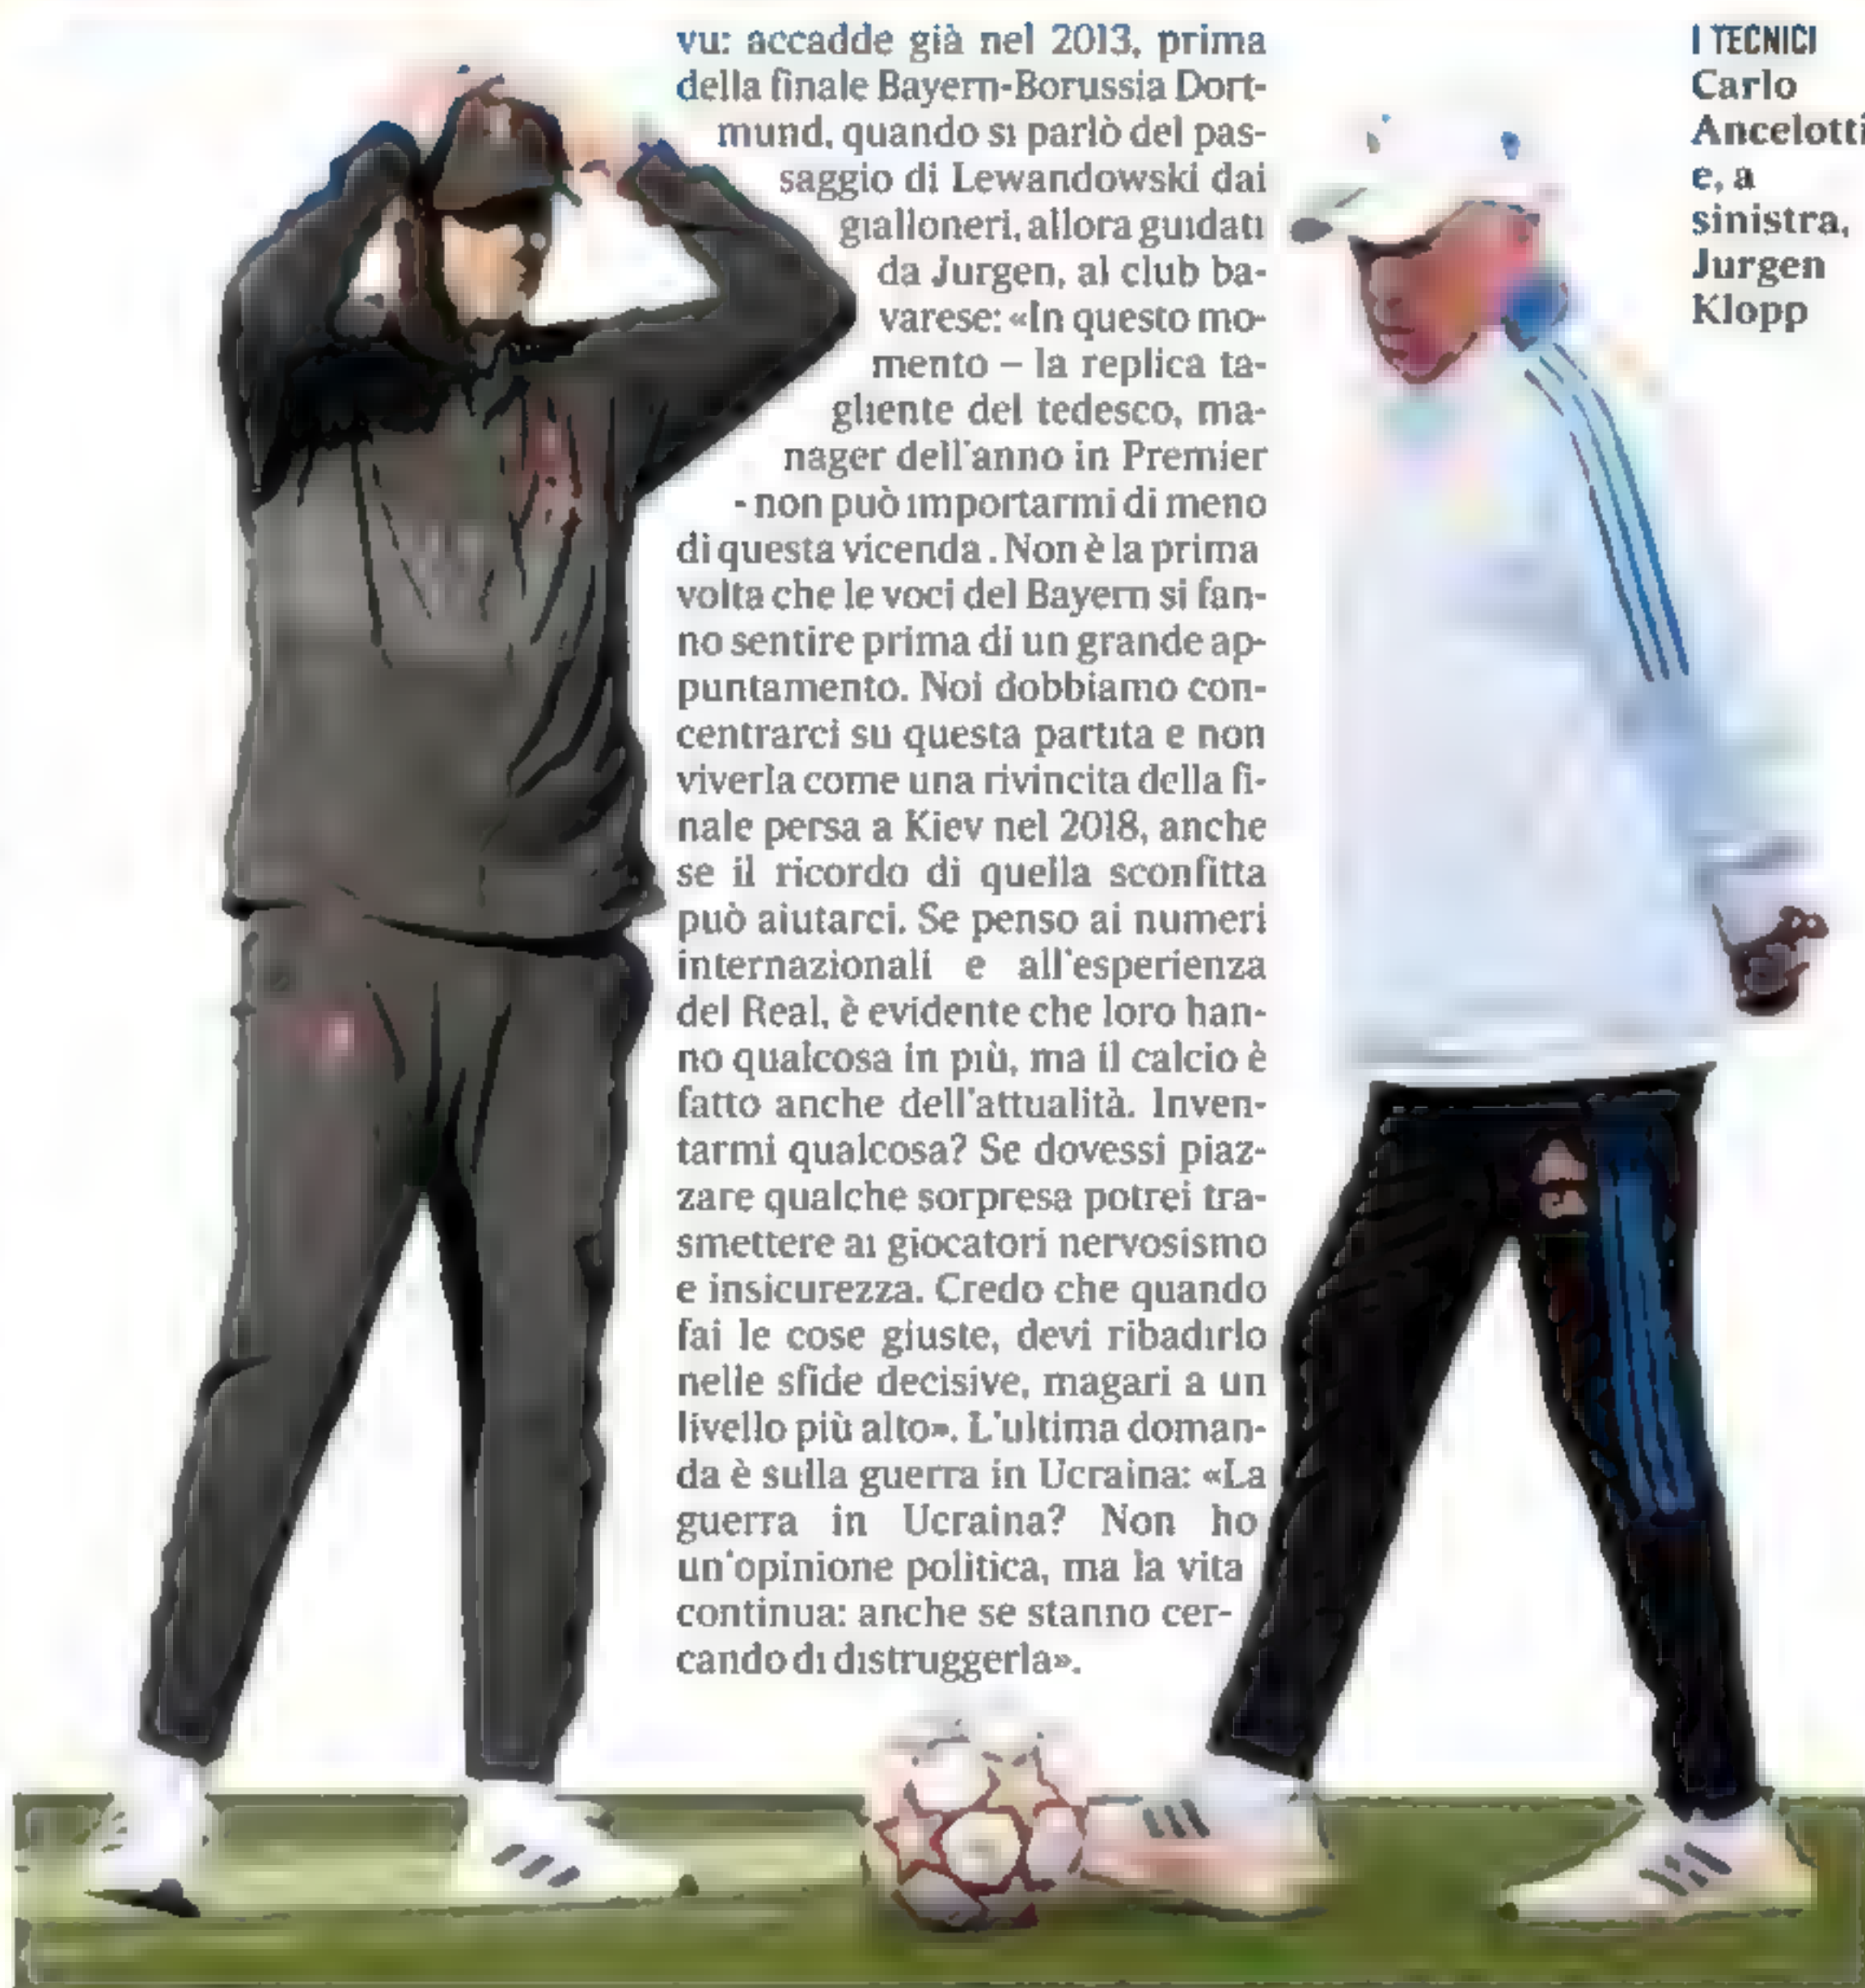 vu: accadde già nel 2013, prima
della finale Bayern-Borussia Dort-
mund, quando si parlò del pas-
saggio di Lewandowski dai
gialloneri, allora guidati
da Jurgen, al club ba-
varese: «In questo mo-
mento – la replica ta-
gliente del tedesco, ma-
nager dell'anno in Premier
- non può importarmi di meno
di questa vicenda. Non è la prima
volta che le voci del Bayern si fan-
no sentire prima di un grande ap-
puntamento. Noi dobbiamo con-
centrarci su questa partita e non
viverla come una rivincita della fi-
nale persa a Kiev nel 2018, anche
se il ricordo di quella sconfitta
può aiutarci. Se penso ai numeri
internazionali e all'esperienza
del Real, è evidente che loro han-
no qualcosa in più, ma il calcio è
fatto anche dell'attualità. Inven-
tarmi qualcosa? Se dovessi piaz-
zare qualche sorpresa potrei tra-
smettere ai giocatori nervosismo
e insicurezza. Credo che quando
fai le cose giuste, devi ribadirlo
nelle sfide decisive, magari a un
livello più alto». L'ultima doman-
da è sulla guerra in Ucraina: «La
guerra in Ucraina? Non ho
un'opinione politica, ma la vita
continua: anche se stanno cer-
cando di distruggerla».
I TECNICI
Carlo
Ancelotti
e, a
sinistra,
Jurgen
Klopp